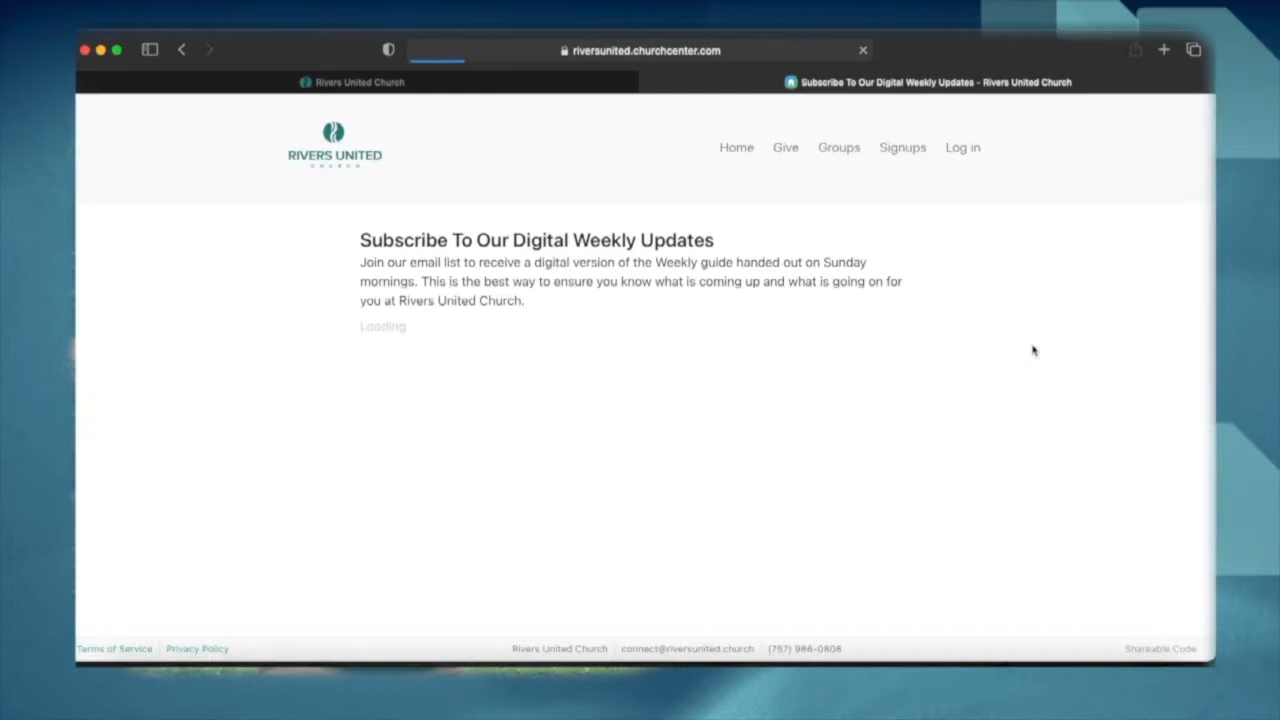 riversunited.churchcenter.com
Rivers United Church
Subscribe To Our Digital Weekly Updates - Rivers United Church
RIVERS UNITED
CHURCH
Home Give Groups Signups Log in
Subscribe To Our Digital Weekly Updates
Join our email list to receive a digital version of the Weekly guide handed out on Sunday
mornings. This is the best way to ensure you know what is coming up and what is going on for
you at Rivers United Church.
Loading
Terms of Service Privacy Policy Rivers United Church connect@riversunited.church (757) 986-0808 Shareable Code